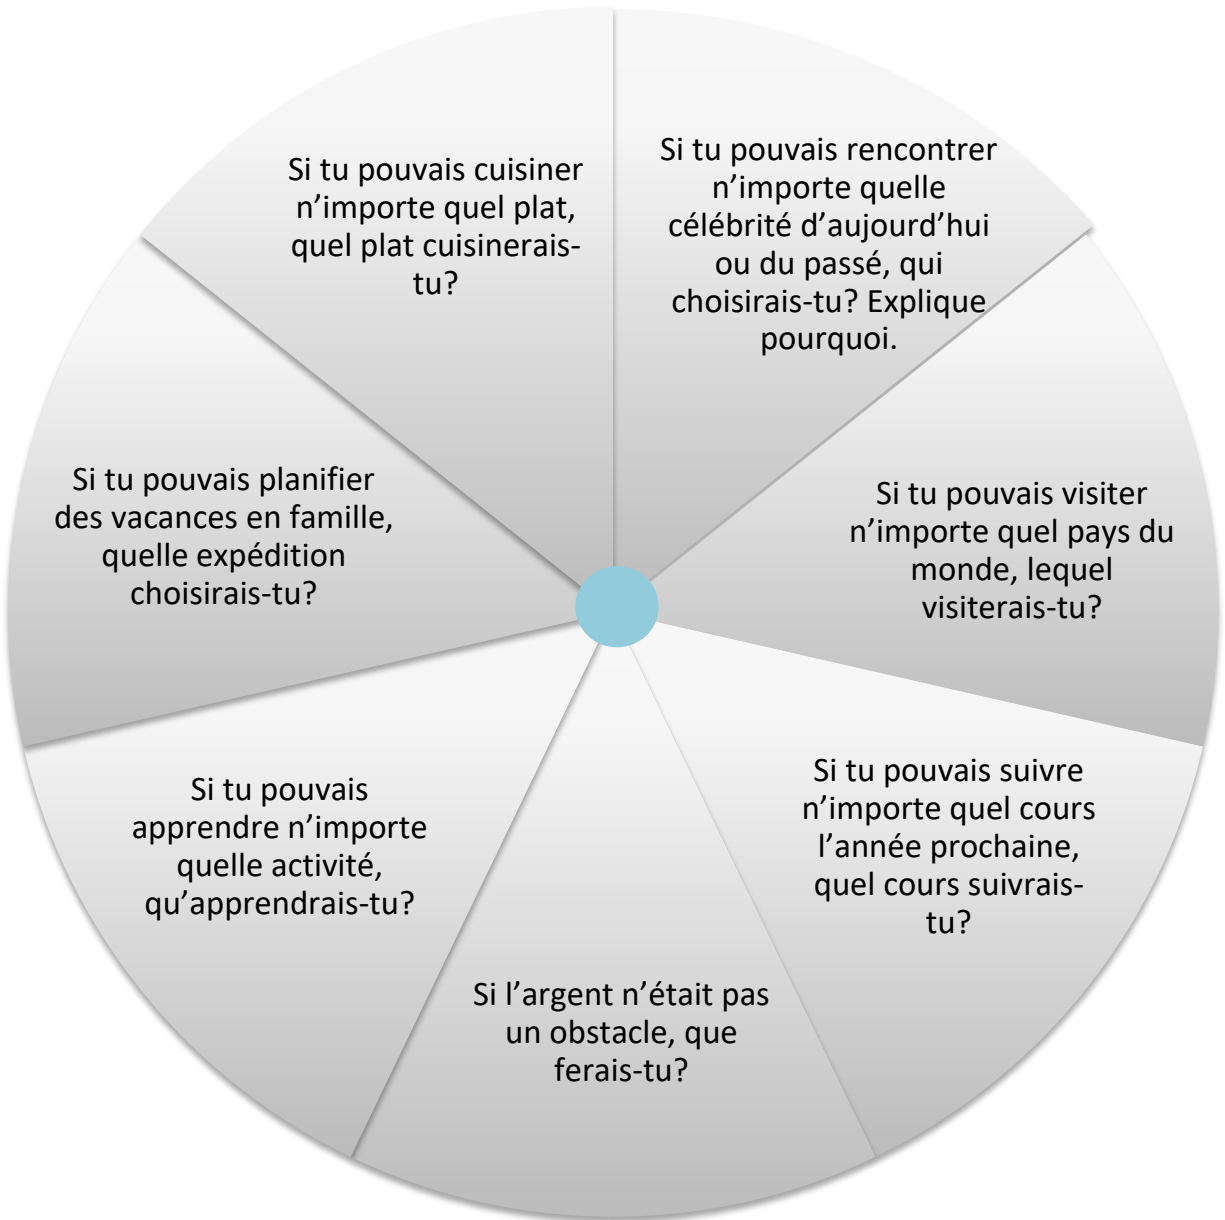 Si tu pouvais cuisiner
n’importe quel plat,
quel plat cuisinerais-
tu?
Si tu pouvais rencontrer
n’importe quelle
célébrité d’aujourd’hui
ou du passé, qui
choisirais-tu? Explique
pourquoi.
Si tu pouvais visiter
n’importe quel pays du
monde, lequel
visiterais-tu?
Si tu pouvais suivre
n’importe quel cours
l’année prochaine,
quel cours suivrais-
tu?
Si l’argent n’était pas
un obstacle, que
ferais-tu?
Si tu pouvais
apprendre n’importe
quelle activité,
qu’apprendrais-tu?
Si tu pouvais planifier
des vacances en famille,
quelle expédition
choisirais-tu?